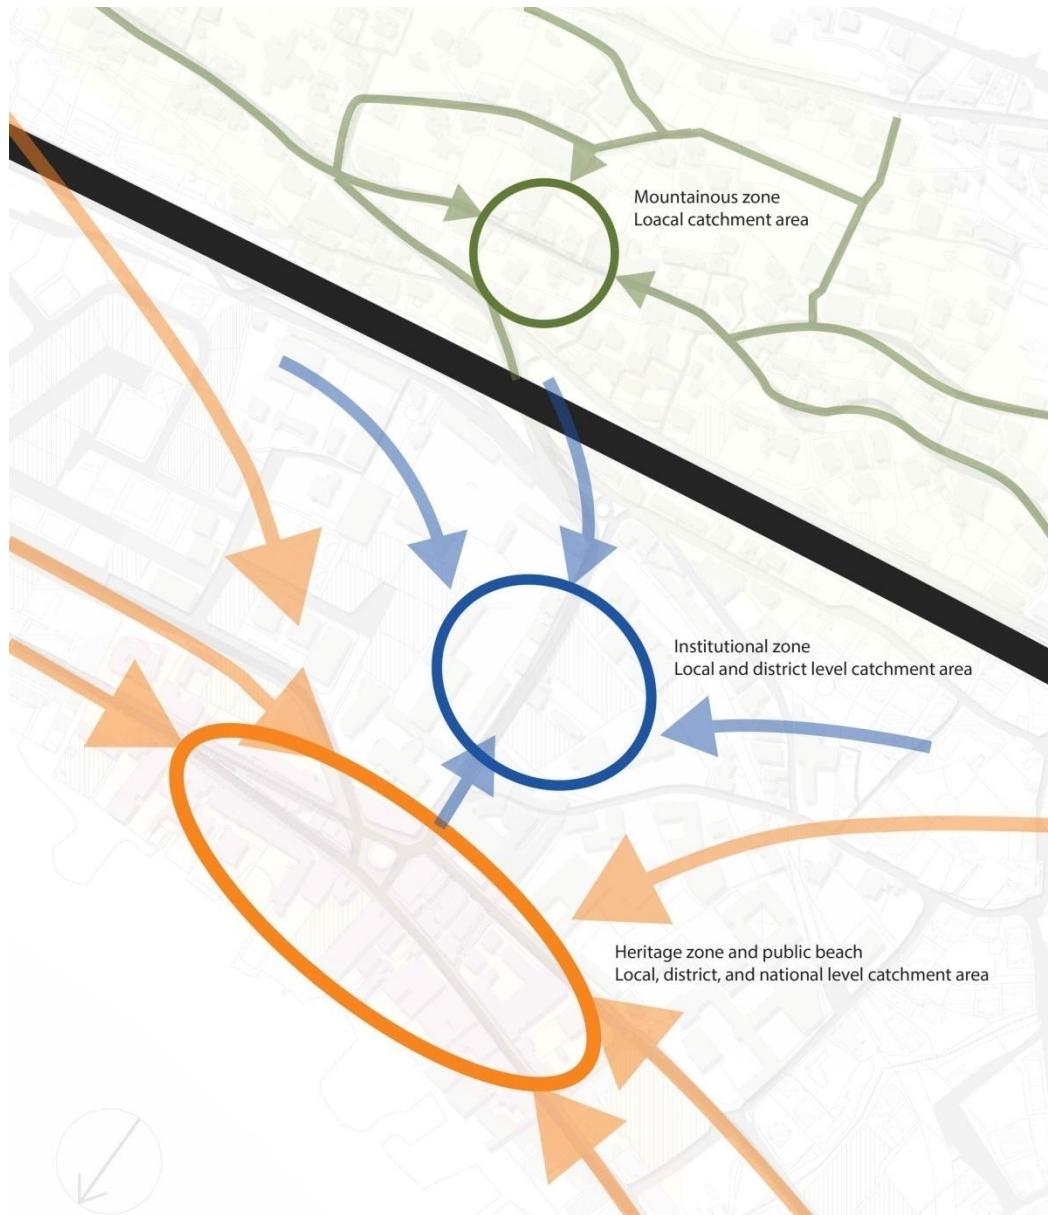 Mountainous zone
Loacal catchment area
Institutional zone
Local and district level catchment area
Heritage zone and public beach
Local, district, and national level catchment area